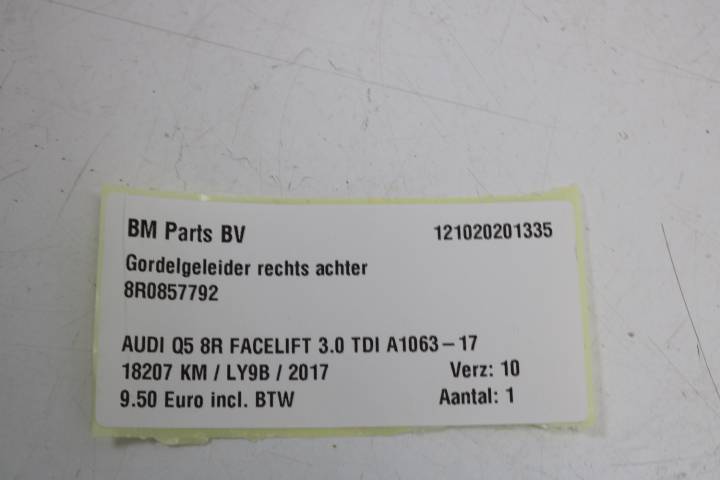 BM Parts BV 121020201335
Gordelgeleider rechts achter
8R0857792
AUDI Q5 8R FACELIFT 3.0 TDI A1063-17
18207 KM / LY9B / 2017 Verz: 10
9.50 Euro incl. BTW Aantal: 1